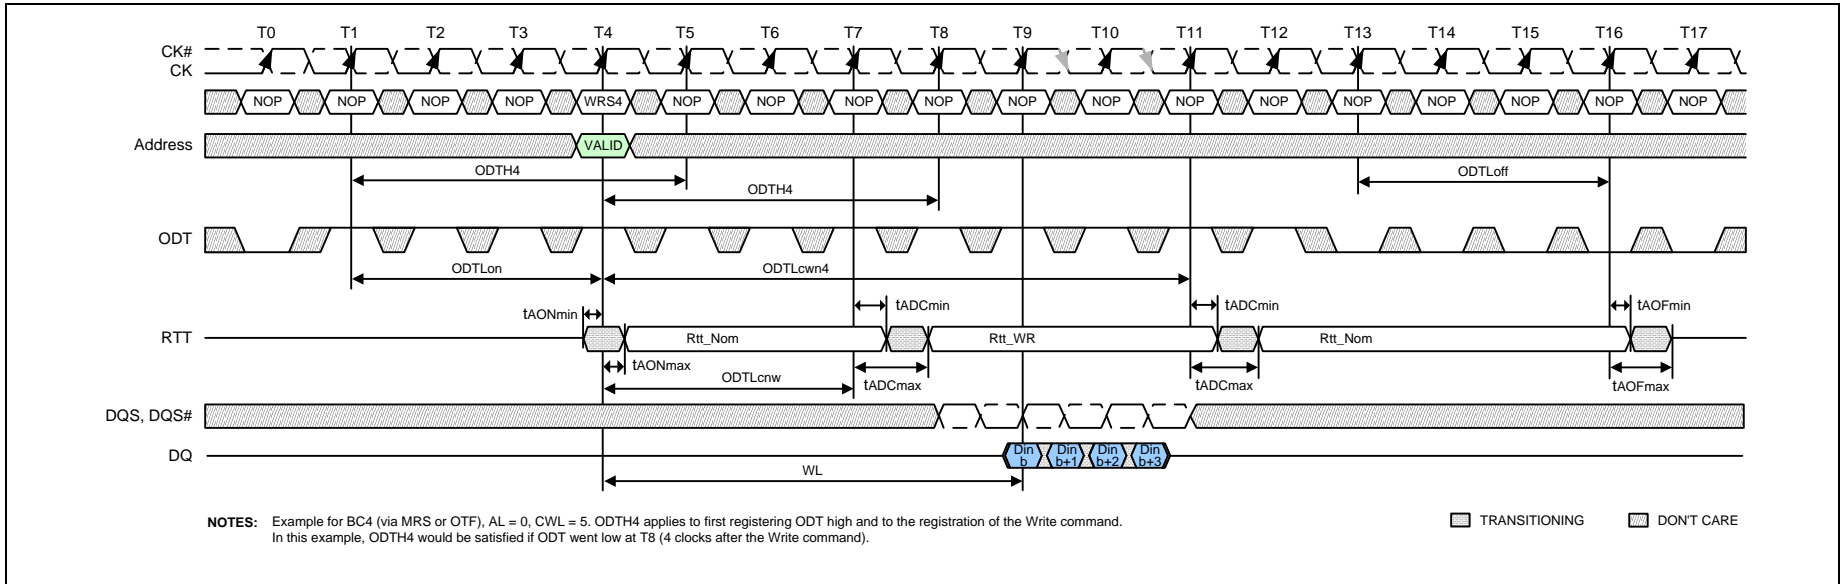 T0 T1 T2 T3 T4 T5 T6 T7 T8 T9 T10 T11 T12 T13 T14 T15 T16 T17
CK#
CK
NOP NOP NOP NOP WRS4 NOP NOP NOP NOP NOP NOP NOP NOP NOP NOP NOP NOP NOP
Address VALID
ODTH4 ODTLoff
ODTH4
ODT
ODTLon ODTLcwn4
tAONmin tADCmin tADCmin tAOFmin
RTT Rtt_Nom Rtt_WR Rtt_Nom
tAONmax
ODTLcnw tADCmax tADCmax tAOFmax
DQS, DQS#
DQ Din b Din b+1 Din b+2 Din b+3
WL
NOTES: Example for BC4 (via MRS or OTF), AL = 0, CWL = 5. ODTH4 applies to first registering ODT high and to the registration of the Write command.
In this example, ODTH4 would be satisfied if ODT went low at T8 (4 clocks after the Write command).
TRANSITIONING DON'T CARE